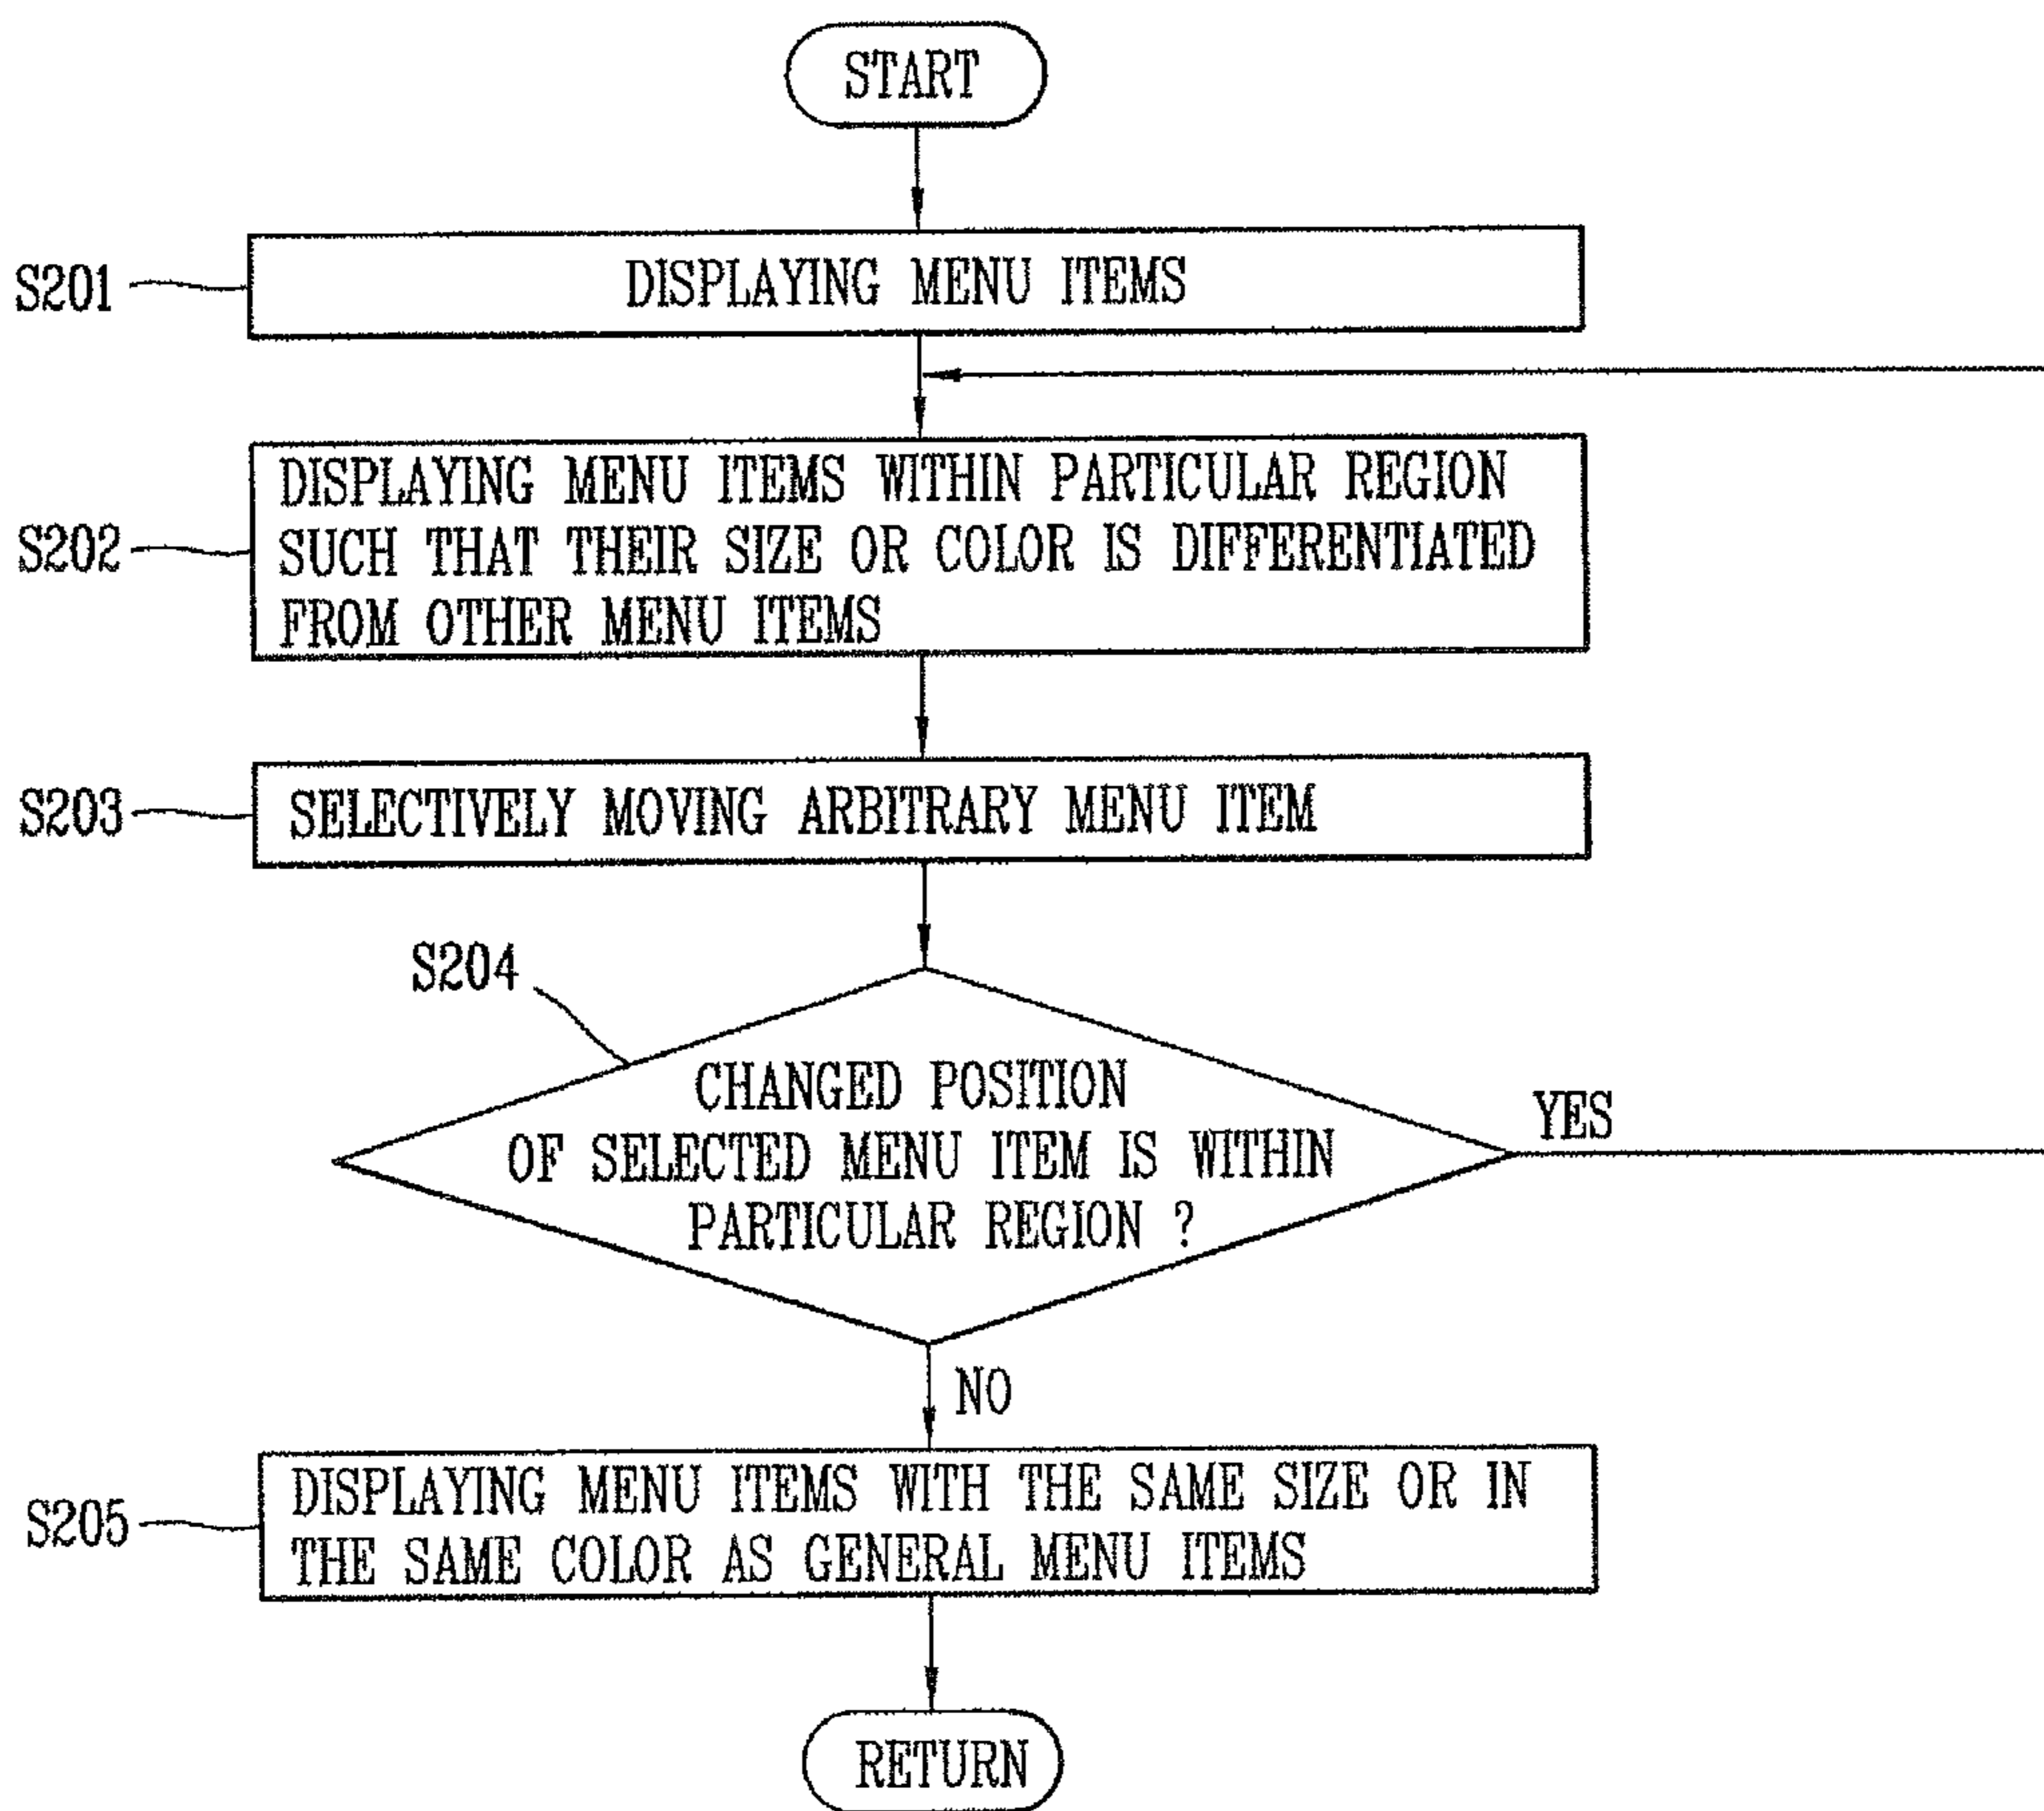 START
S201
DISPLAYING MENU ITEMS
S202
DISPLAYING MENU ITEMS WITHIN PARTICULAR REGION
SUCH THAT THEIR SIZE OR COLOR IS DIFFERENTIATED
FROM OTHER MENU ITEMS
S203
SELECTIVELY MOVING ARBITRARY MENU ITEM
S204
CHANGED POSITION
OF SELECTED MENU ITEM IS WITHIN
PARTICULAR REGION ?
YES
NO
S205
DISPLAYING MENU ITEMS WITH THE SAME SIZE OR IN
THE SAME COLOR AS GENERAL MENU ITEMS
RETURN